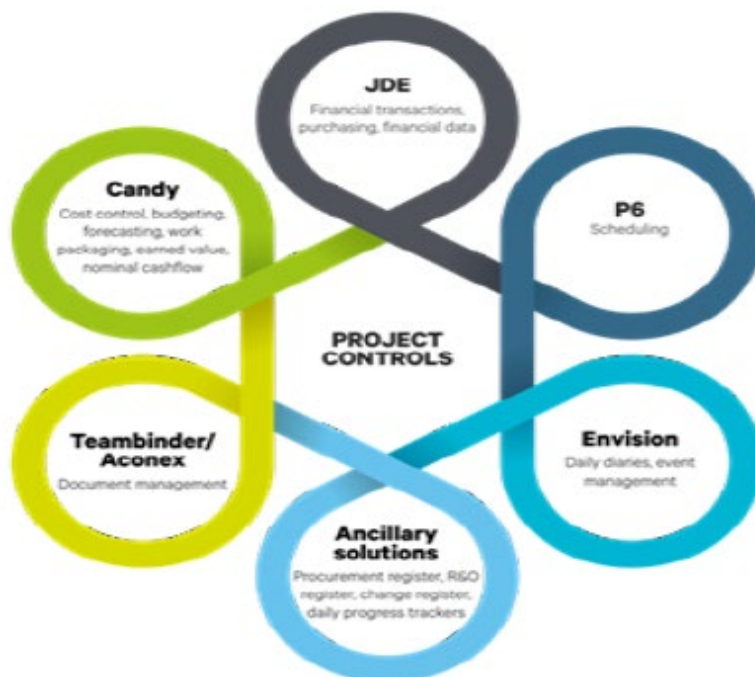 JDE
Financial transactions,
purchasing, financial data
Candy
Cost control, budgeting,
forecasting, work
packaging, earned value,
nominal cashflow
P6
Scheduling
PROJECT
CONTROLS
Teambinder/
Aconex
Document management
Envision
Daily diaries, event
management
Ancillary
solutions
Procurement register, R&O
register, change register,
daily progress trackers